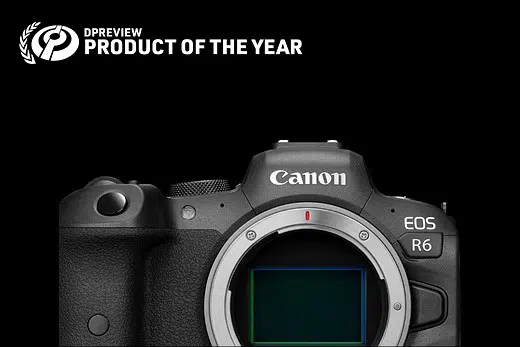 DPREVIEW
PRODUCT OF THE YEAR
Canon
EOS
R6